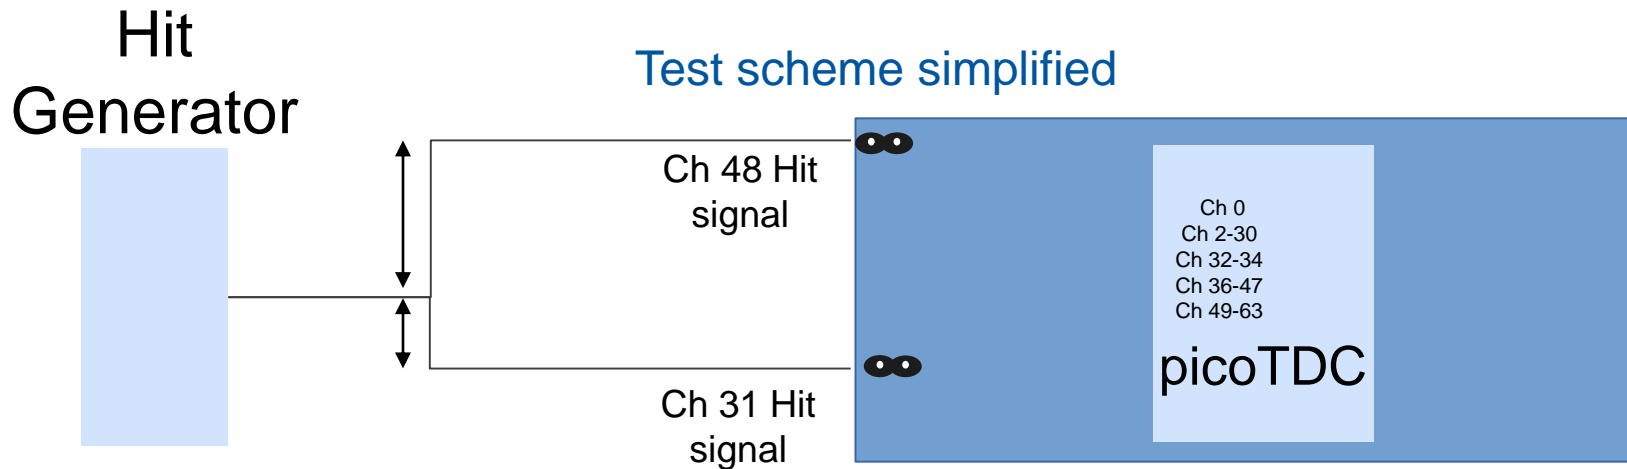 Hit
Generator
Test scheme simplified
Ch 48 Hit
signal
Ch 31 Hit
signal
Ch 0
Ch 2-30
Ch 32-34
Ch 36-47
Ch 49-63
picoTDC